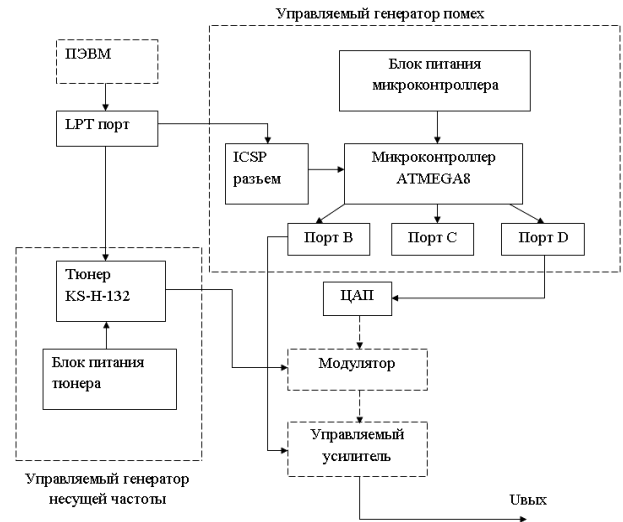 Управляемый генератор помех
ПЭВМ
Блок питания
микроконтроллера
LPT порт
ICSP
разъем
Микроконтроллер
ATMEGA8
Порт B
Порт C
Порт D
Тюнер
KS-H-132
ЦАП
Блок питания
тюнера
Модулятор
Управляемый
усилитель
Управляемый генератор
несущей частоты
Uвых